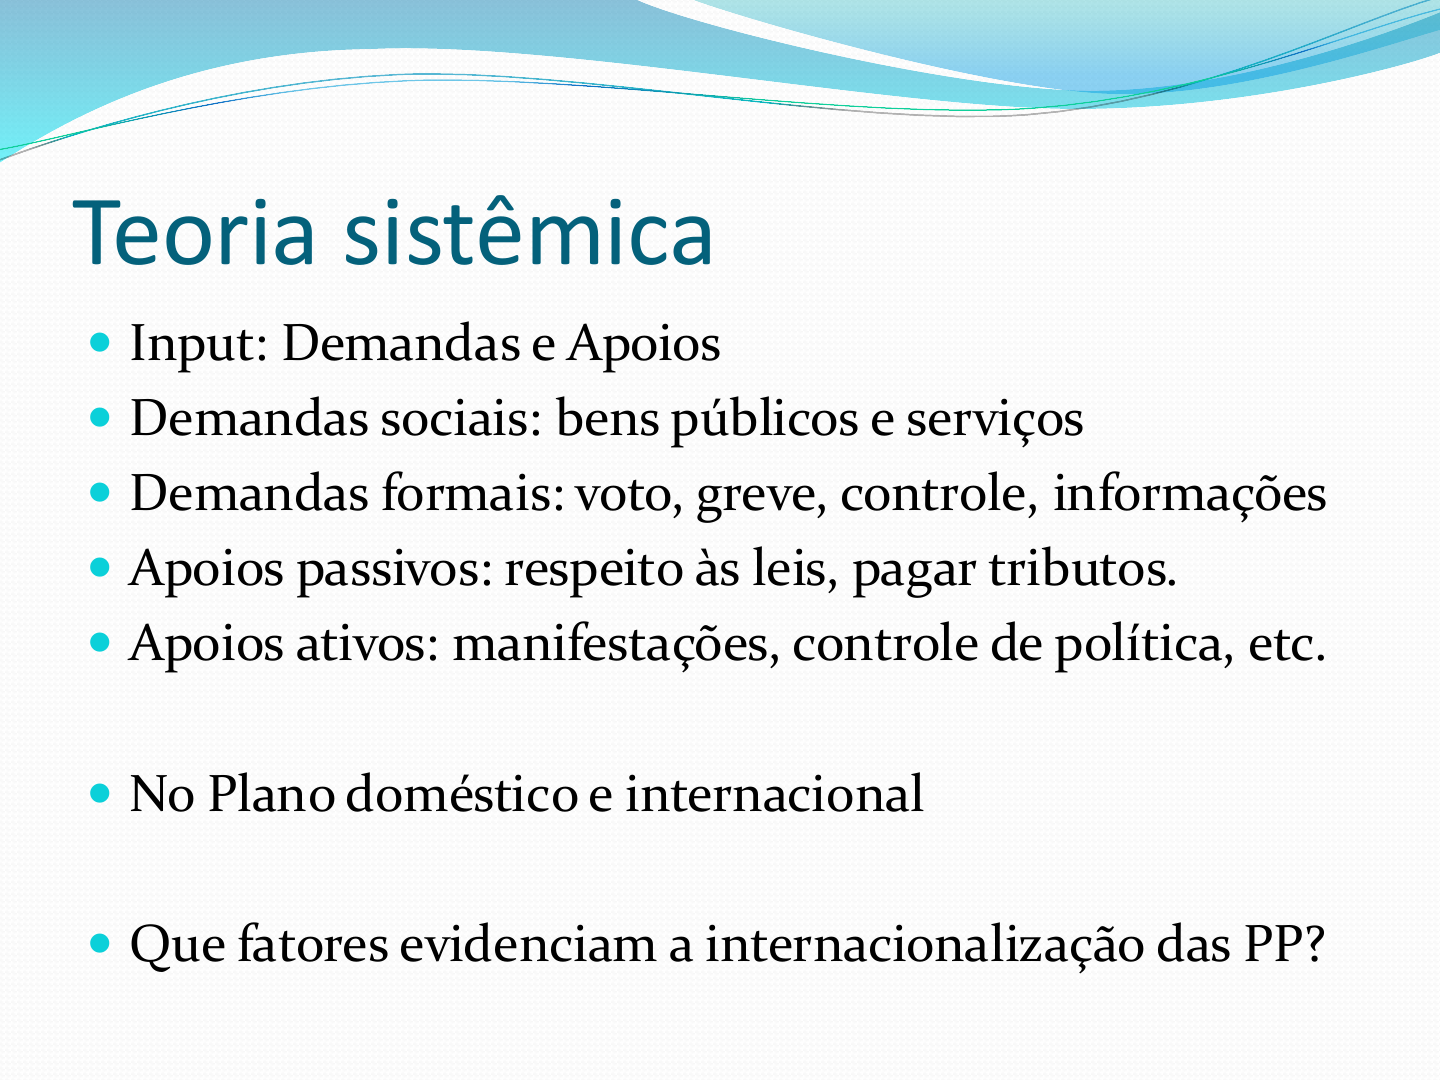 Teoria sistêmica
Input: Demandas e Apoios
Demandas sociais: bens públicos e serviços
Demandas formais: voto, greve, controle, informações
Apoios passivos: respeito às leis, pagar tributos.
Apoios ativos: manifestações, controle de política, etc.
No Plano doméstico e internacional
Que fatores evidenciam a internacionalização das PP?